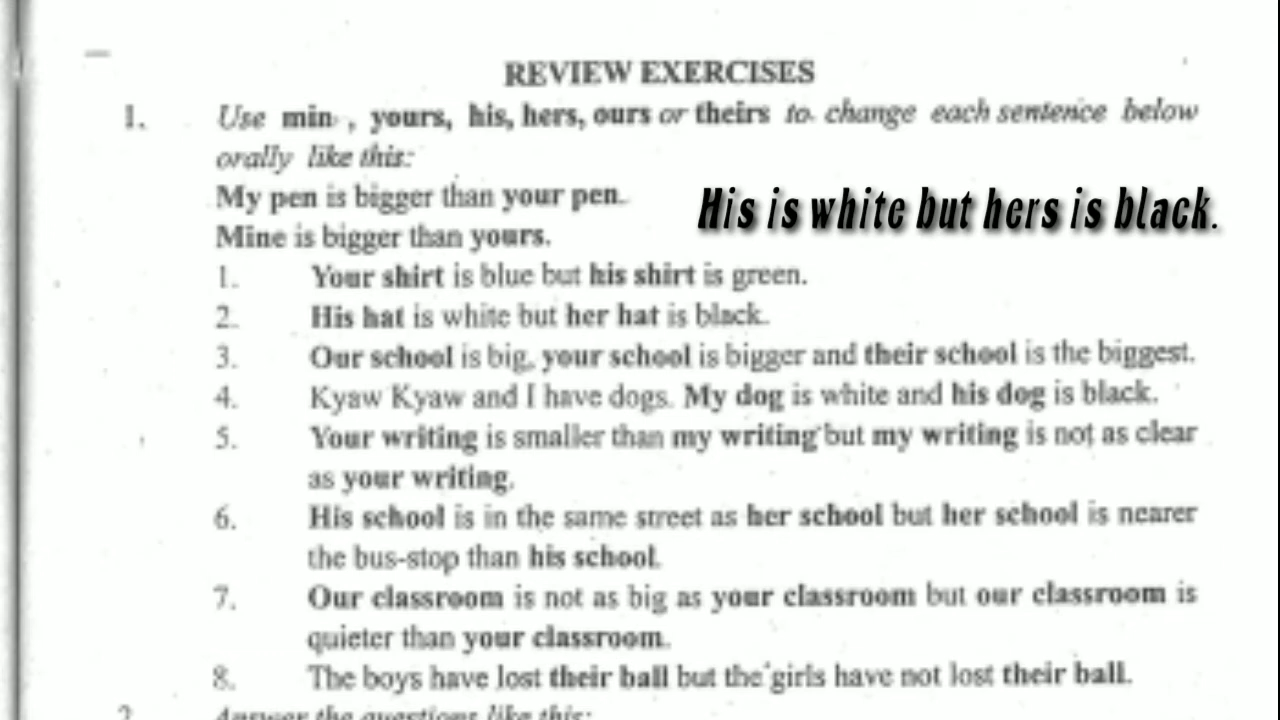 REVIEW EXERCISES
1. Use min , yours, his, hers, ours or theirs to change each sentence below
orally like this:
My pen is bigger than your pen.
His is white but hers is black.
Mine is bigger than yours.
1. Your shirt is blue but his shirt is green.
2. His hat is white but her hat is black.
3. Our school is big, your school is bigger and their school is the biggest.
4. Kyaw Kyaw and I have dogs. My dog is white and his dog is black.
5. Your writing is smaller than my writing but my writing is not as clear
as your writing.
6. His school is in the same street as her school but her school is nearer
the bus-stop than his school.
7. Our classroom is not as big as your classroom but our classroom is
quieter than your classroom.
8. The boys have lost their ball but the girls have not lost their ball.
2. Answer the questions like this: